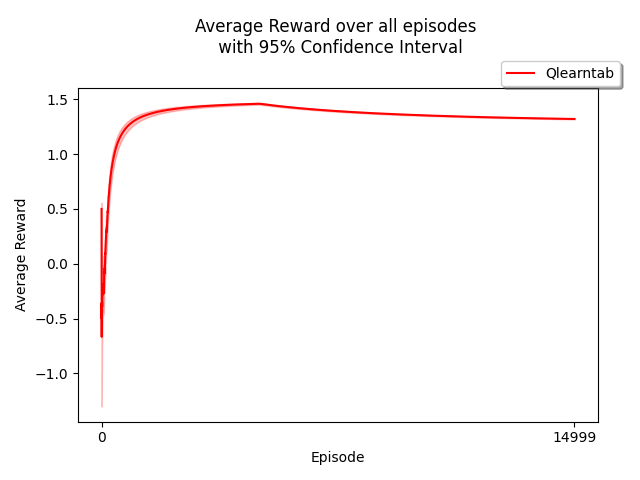 Average Reward over all episodes
with 95% Confidence Interval
Qlearntab
1.5
1.0
0.5
0.0
−0.5
−1.0
Average Reward
0
14999
Episode